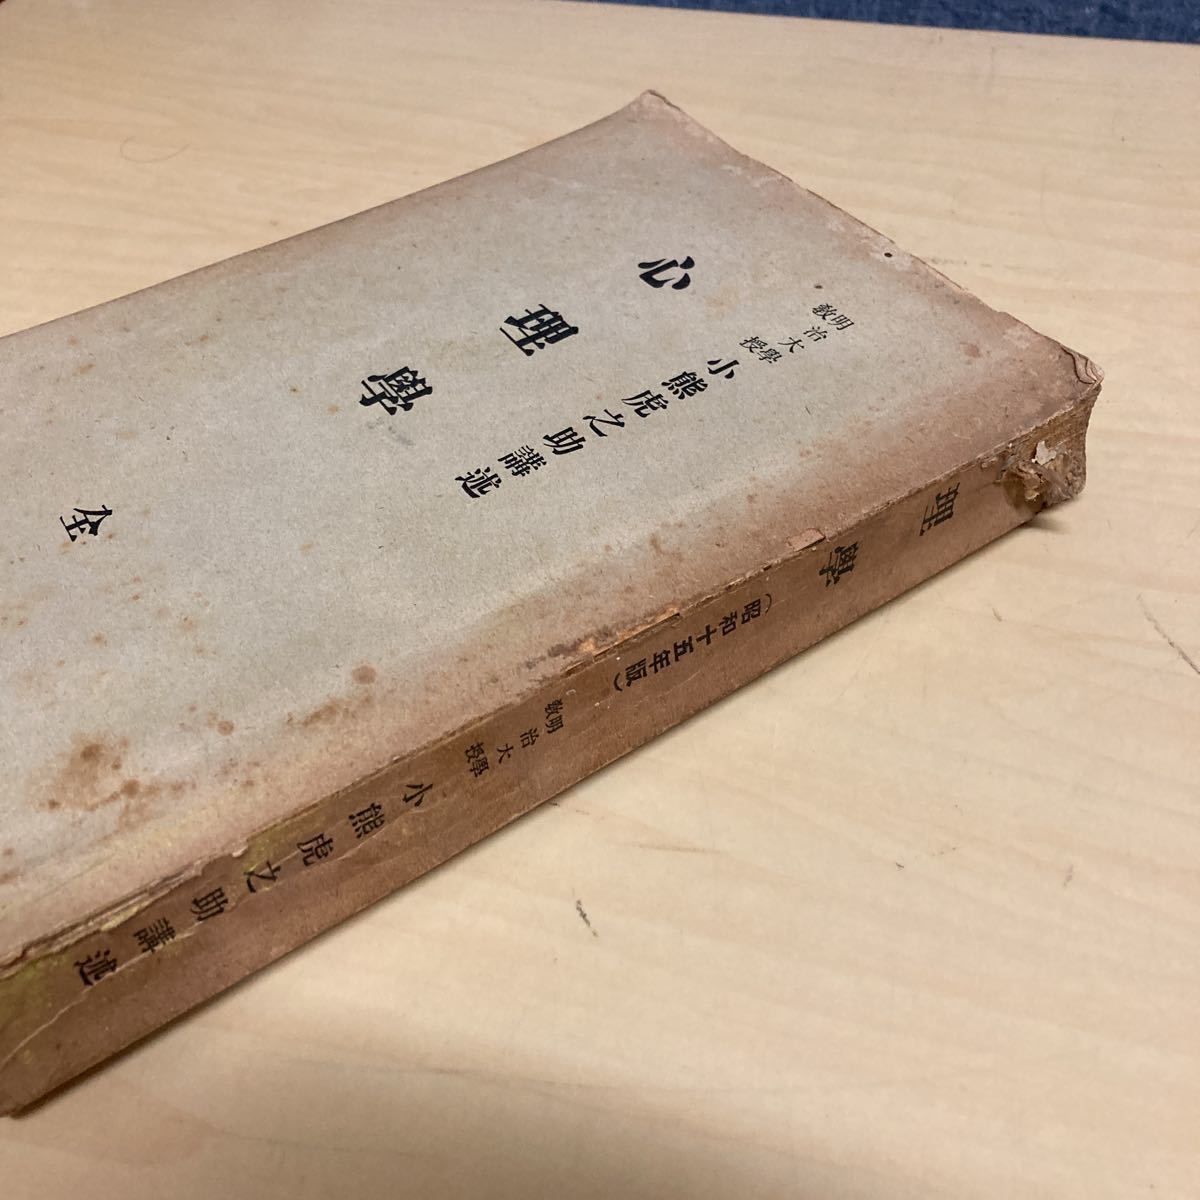 明治大學
教授
小熊虎之助講述
心理學
全
理學
（昭和十五年版）
明治大學
教授
小熊虎之助講述